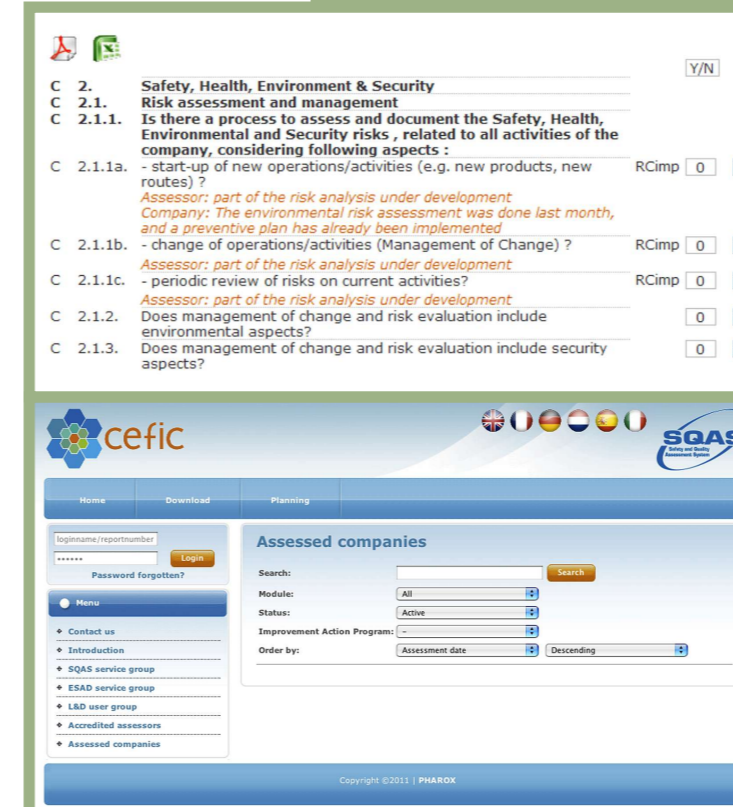 Y/N
C 2. Safety, Health, Environment & Security
C 2.1. Risk assessment and management
C 2.1.1. Is there a process to assess and document the Safety, Health,
Environmental and Security risks , related to all activities of the
company, considering following aspects :
C 2.1.1a. - start-up of new operations/activities (e.g. new products, new RCimp 0
routes) ?
Assessor: part of the risk analysis under development
Company: The environmental risk assessment was done last month,
and a preventive plan has already been implemented
C 2.1.1b. - change of operations/activities (Management of Change) ? RCimp 0
Assessor: part of the risk analysis under development
C 2.1.1c. - periodic review of risks on current activities? RCimp 0
Assessor: part of the risk analysis under development
C 2.1.2. Does management of change and risk evaluation include 0
environmental aspects?
C 2.1.3. Does management of change and risk evaluation include security 0
aspects?
cefic
SQAS
Safety and Quality
Assessment System
Home Download Planning
loginname/reportnumber
•••••• Login
Password forgotten?
Menu
Contact us
Introduction
SQAS service group
ESAD service group
L&D user group
Accredited assessors
Assessed companies
Assessed companies
Search: Search
Module: All
Status: Active
Improvement Action Program: -
Order by: Assessment date Descending
Copyright ©2011 | PHAROX